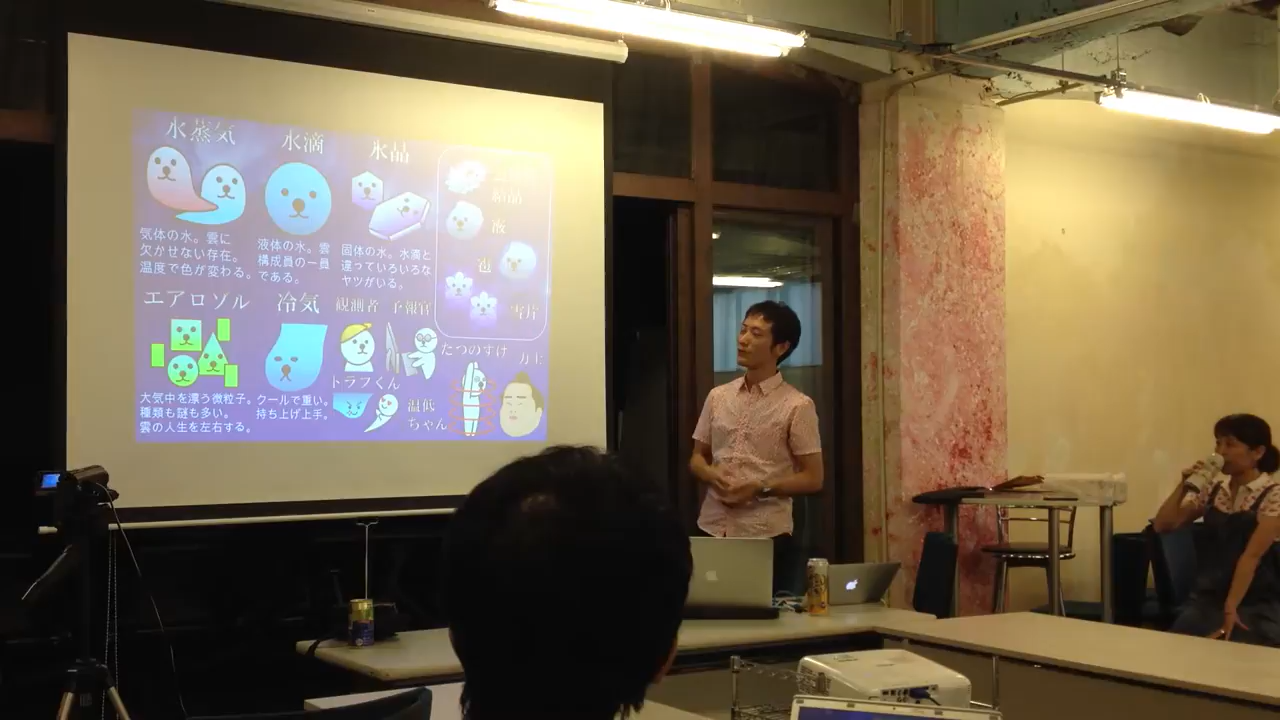 水蒸気
気体の水。雲に
欠かせない存在。
温度で色が変わる。
水滴
液体の水。雲
構成員の一員
である。
氷晶
固体の水。水滴と
違っていろいろな
ヤツがいる。
結晶
霰
雹
雪片
エアロゾル
大気中を漂う微粒子。
種類も謎も多い。
雲の人生を左右する。
冷気
クールで重い。
持ち上げ上手。
観測者
予報官
トラフくん
温低
ちゃん
たつのすけ
力士